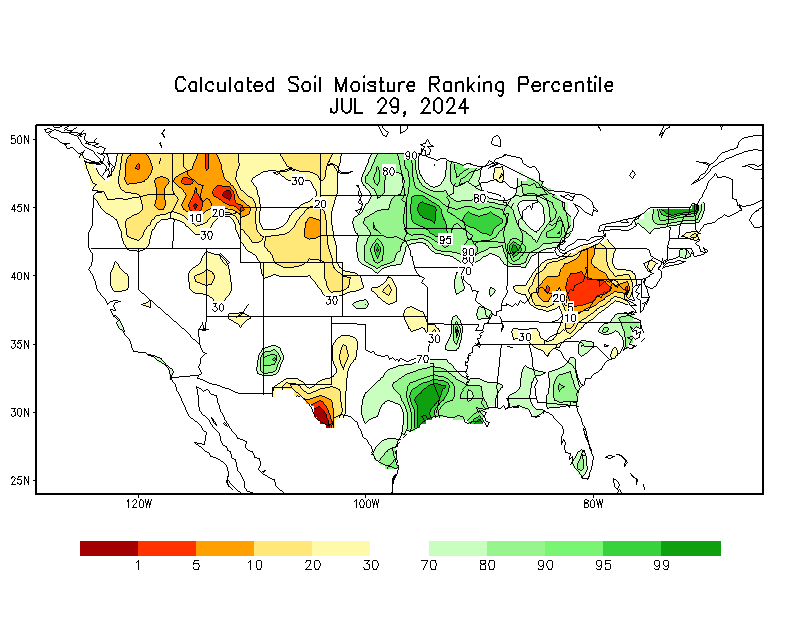 Calculated Soil Moisture Ranking Percentile
JUL 29, 2024
50N
90
80
30
80
45N
20
10
20
30
95
90
80
70
40N
20
30
30
5
10
35N
30
30
70
30N
25N
120W
100W
80W
1 5 10 20 30 70 80 90 95 99